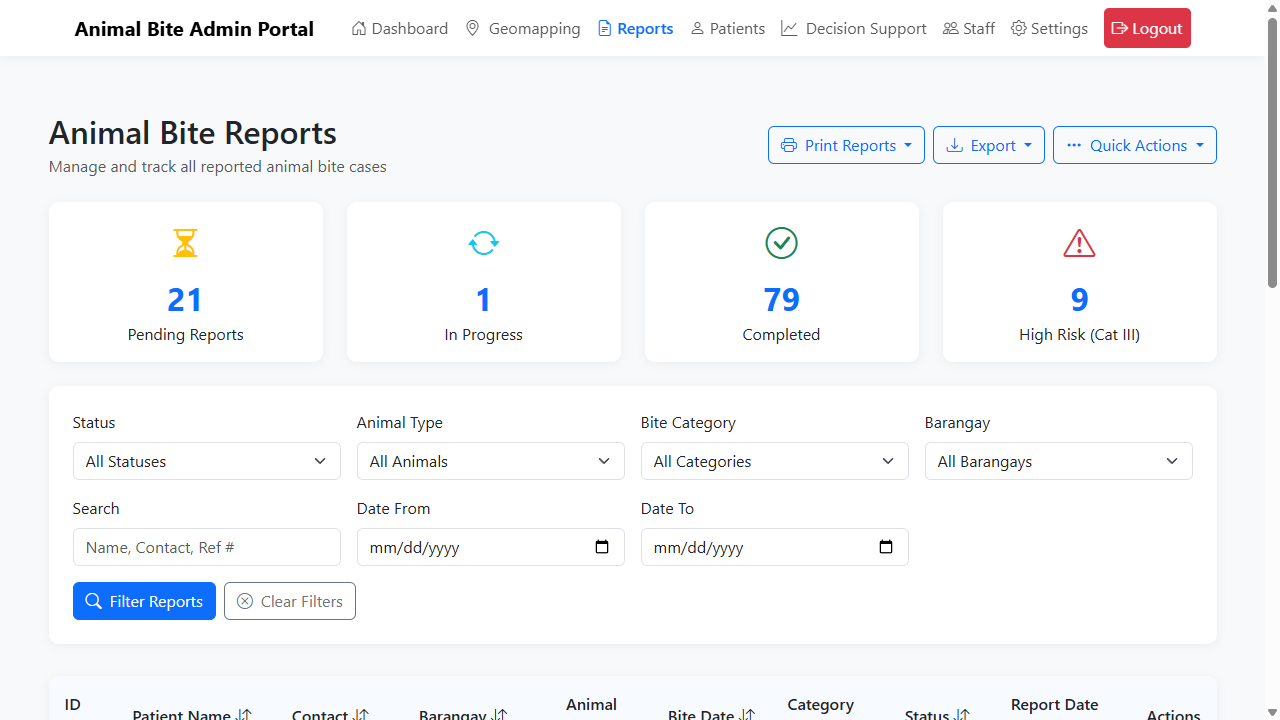 Animal Bite Admin Portal Dashboard Geomapping Reports Patients Decision Support Staff Settings Logout
Animal Bite Reports
Manage and track all reported animal bite cases
Print Reports Export Quick Actions
21 1 79 9
Pending Reports In Progress Completed High Risk (Cat III)
Status Animal Type Bite Category Barangay
All Statuses All Animals All Categories All Barangays
Search Date From Date To
Name, Contact, Ref # mm/dd/yyyy mm/dd/yyyy
Filter Reports Clear Filters
ID Animal Category Report Date
Patient Name Contact Barangay Bite Date Status Actions